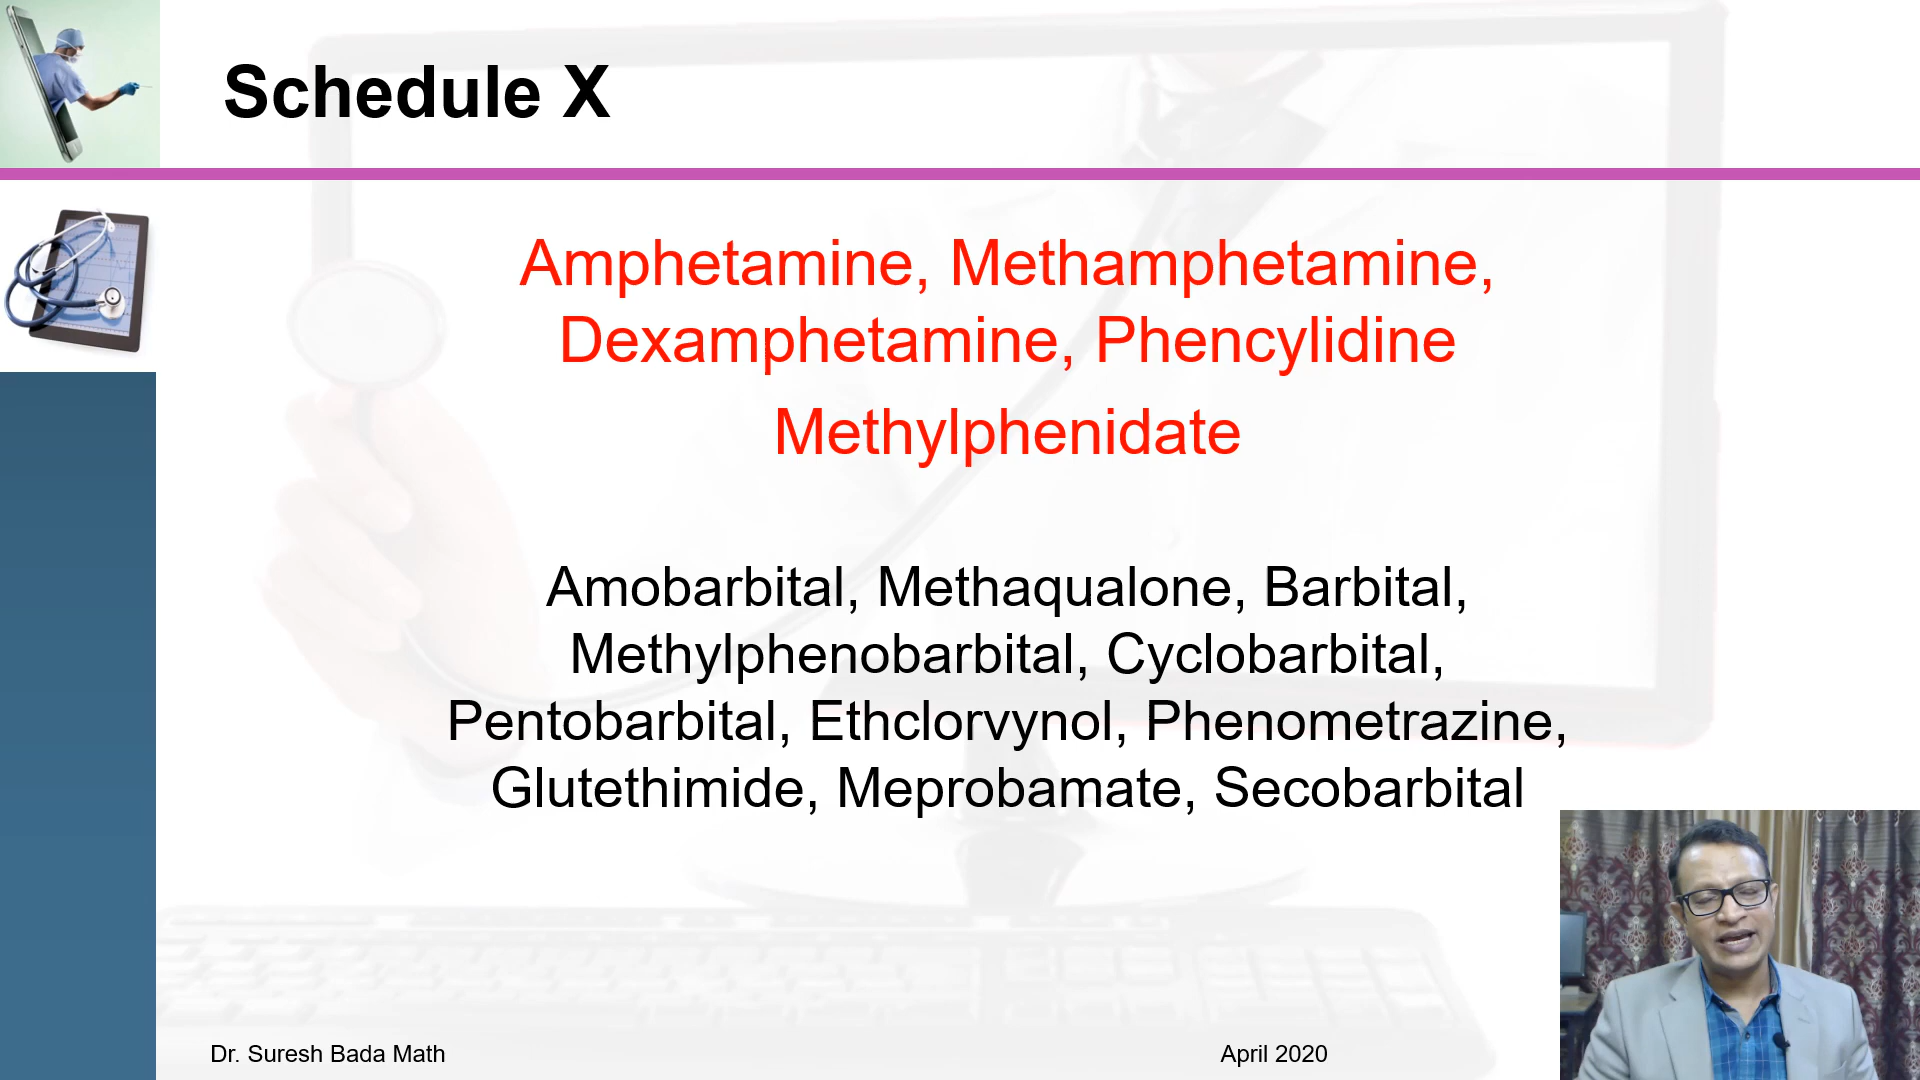 Schedule X
Amphetamine, Methamphetamine,
Dexamphetamine, Phencylidine
Methylphenidate
Amobarbital, Methaqualone, Barbital,
Methylphenobarbital, Cyclobarbital,
Pentobarbital, Ethclorvynol, Phenometrazine,
Glutethimide, Meprobamate, Secobarbital
Dr. Suresh Bada Math
April 2020